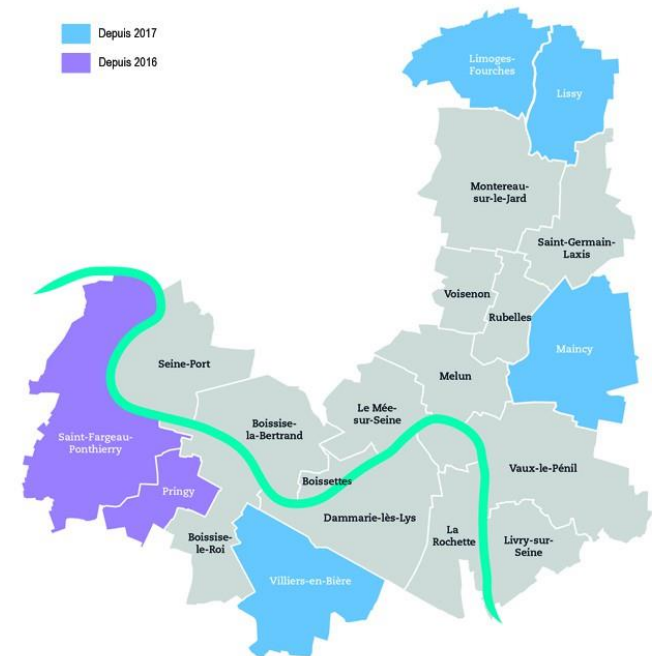 Depuis 2017
Depuis 2016
Limoges-
Fourches
Lissy
Montereau-
sur-le-Jard
Saint-Germain-
Laxis
Voisenon
Rubelles
Maincy
Seine-Port
Melun
Le Mée-
sur-Seine
Boissise-
la-Bertrand
Saint-Fargeau-
Ponthierry
Vaux-le-Pénil
Boissettes
Pringy
Dammarie-lès-Lys
La
Rochette
Livry-sur-
Seine
Boissise-
le-Roi
Villiers-en-Bière